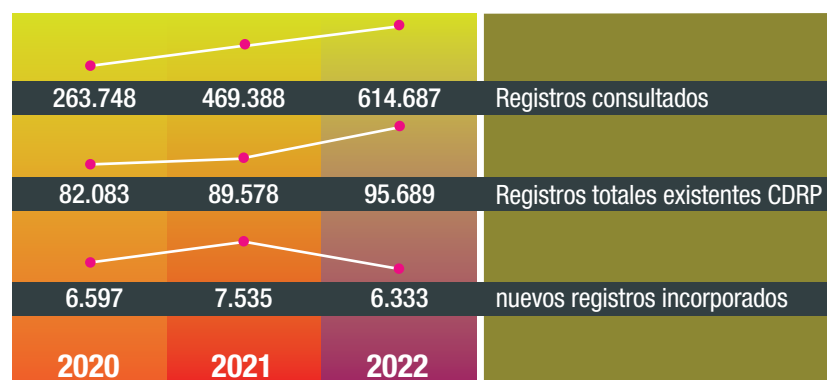 263.748 469.388 614.687 Registros consultados
82.083 89.578 95.689 Registros totales existentes CDRP
6.597 7.535 6.333 nuevos registros incorporados
2020 2021 2022